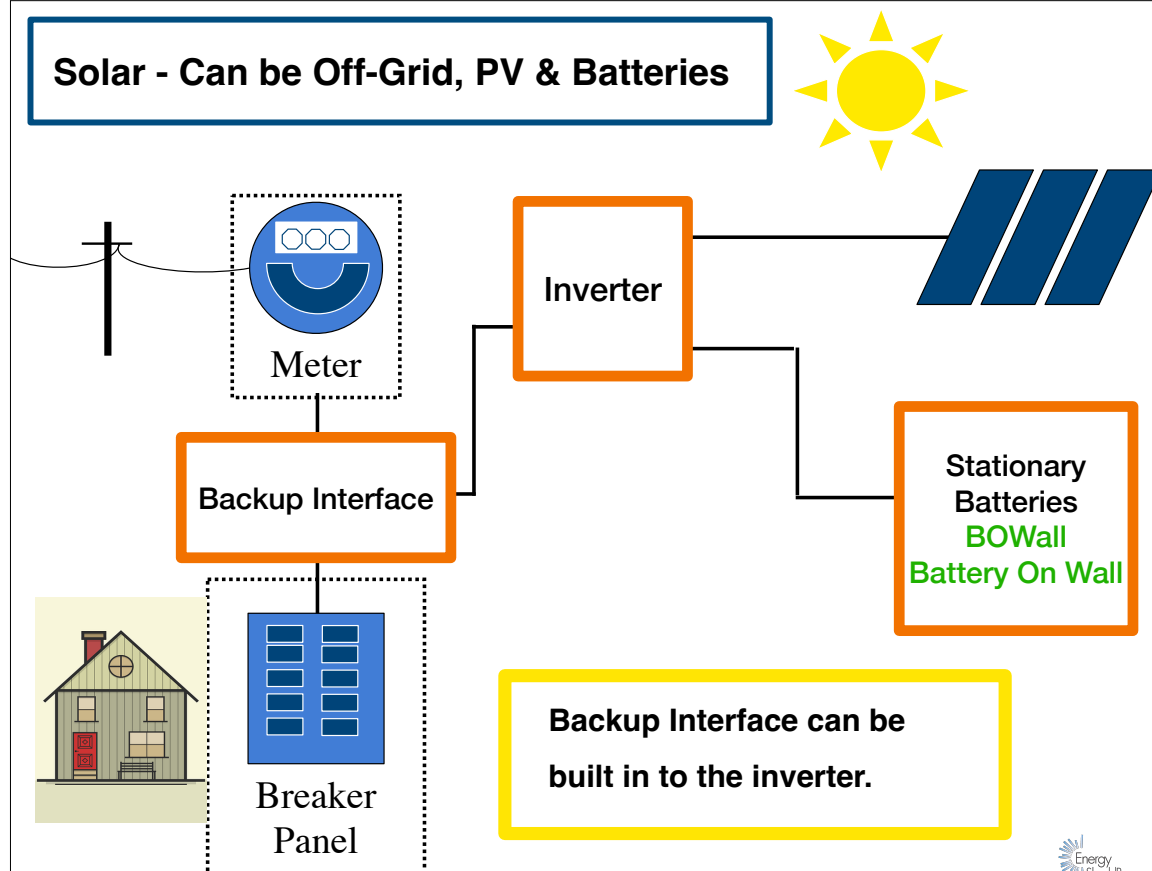 Solar - Can be Off-Grid, PV & Batteries
Meter
Inverter
Backup Interface
Stationary
Batteries
BOWall
Battery On Wall
Breaker
Panel
Backup Interface can be
built in to the inverter.
Energy